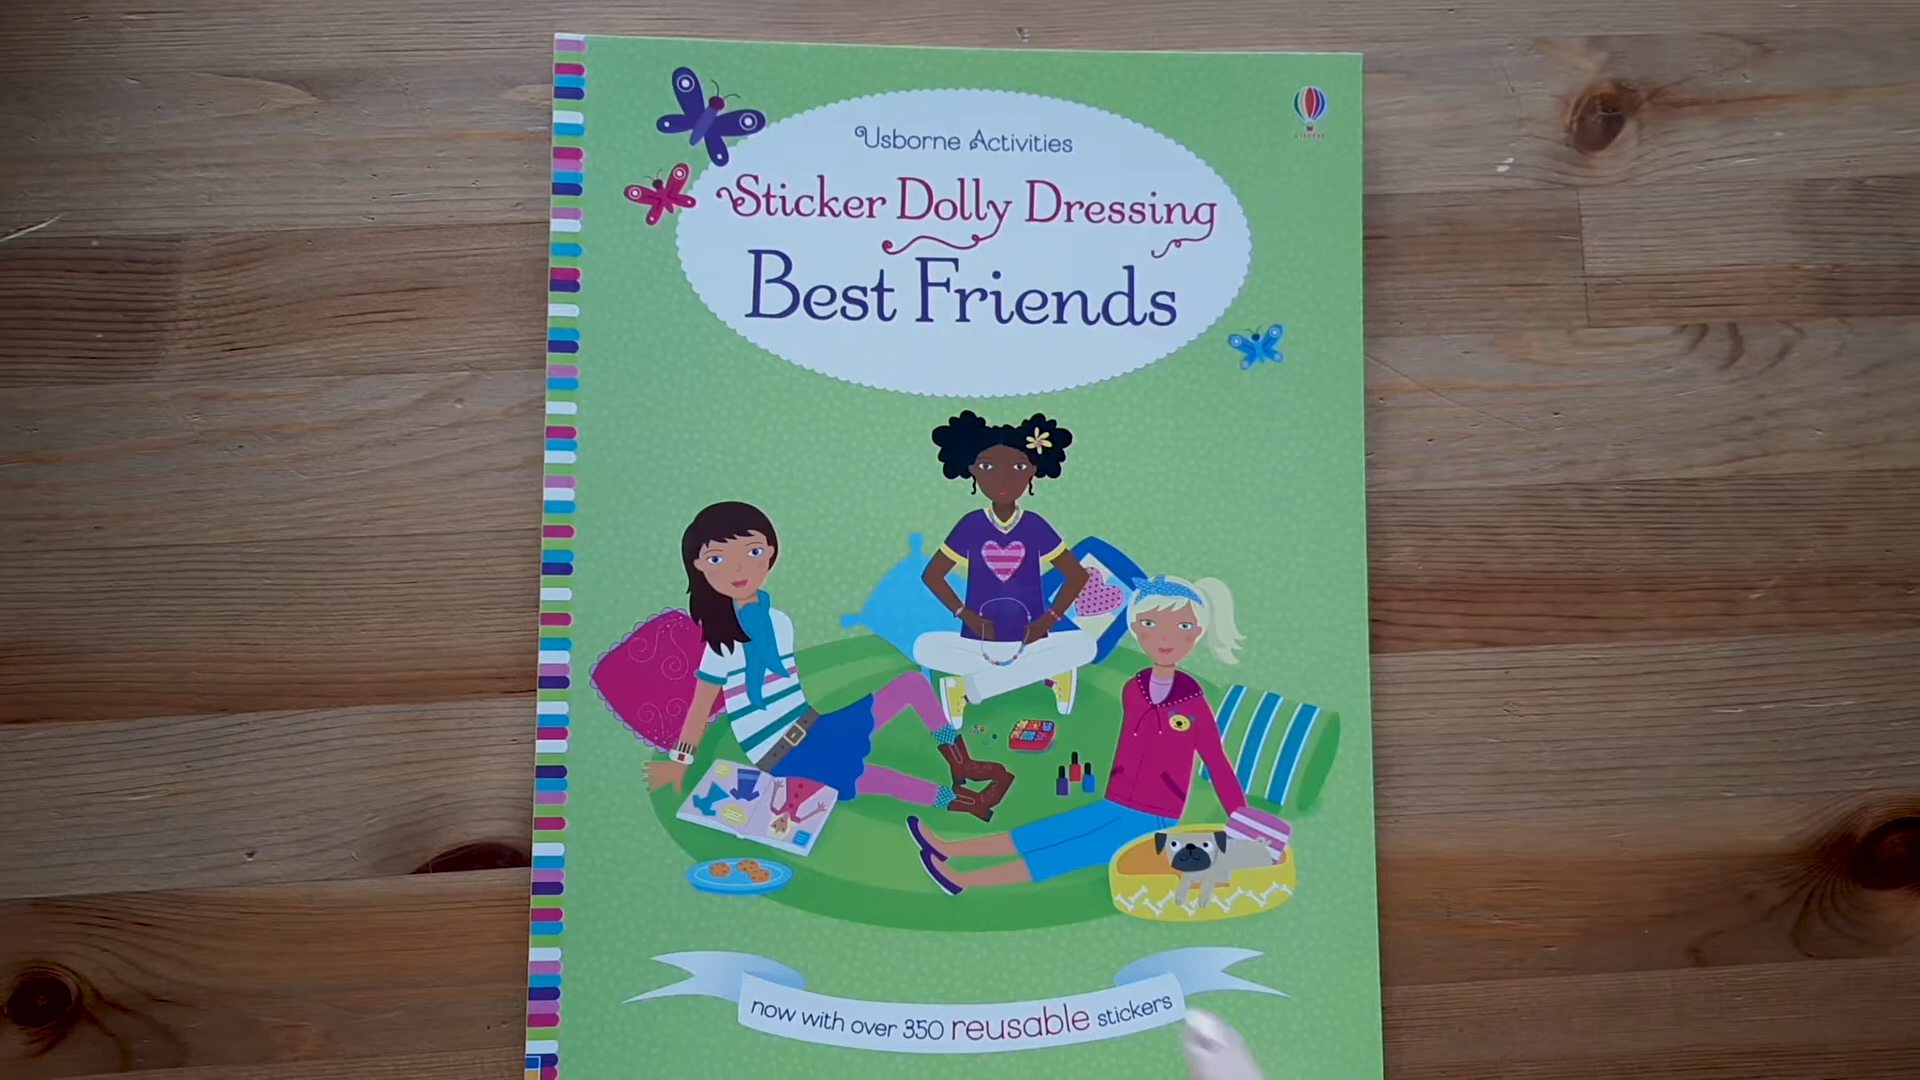 Usborne Activities
Sticker Dolly Dressing
Best Friends
now with over 350 reusable stickers